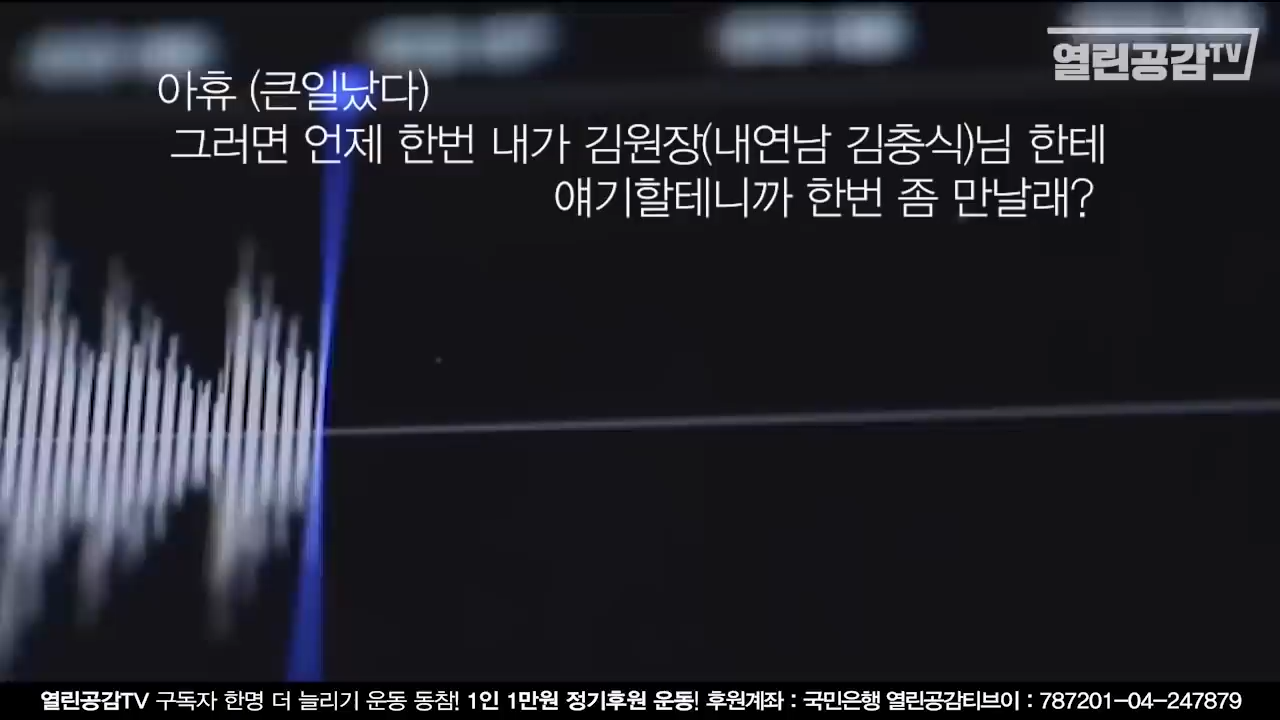 열린공감TV
아휴 (큰일났다)
그러면 언제 한번 내가 김원장(내연남 김충식)님 한테
얘기할테니까 한번 좀 만날래?
열린공감TV 구독자 한명 더 늘리기 운동 동참! 1인 1만원 정기후원 운동! 후원계좌 : 국민은행 열린공감티브이 : 787201-04-247879